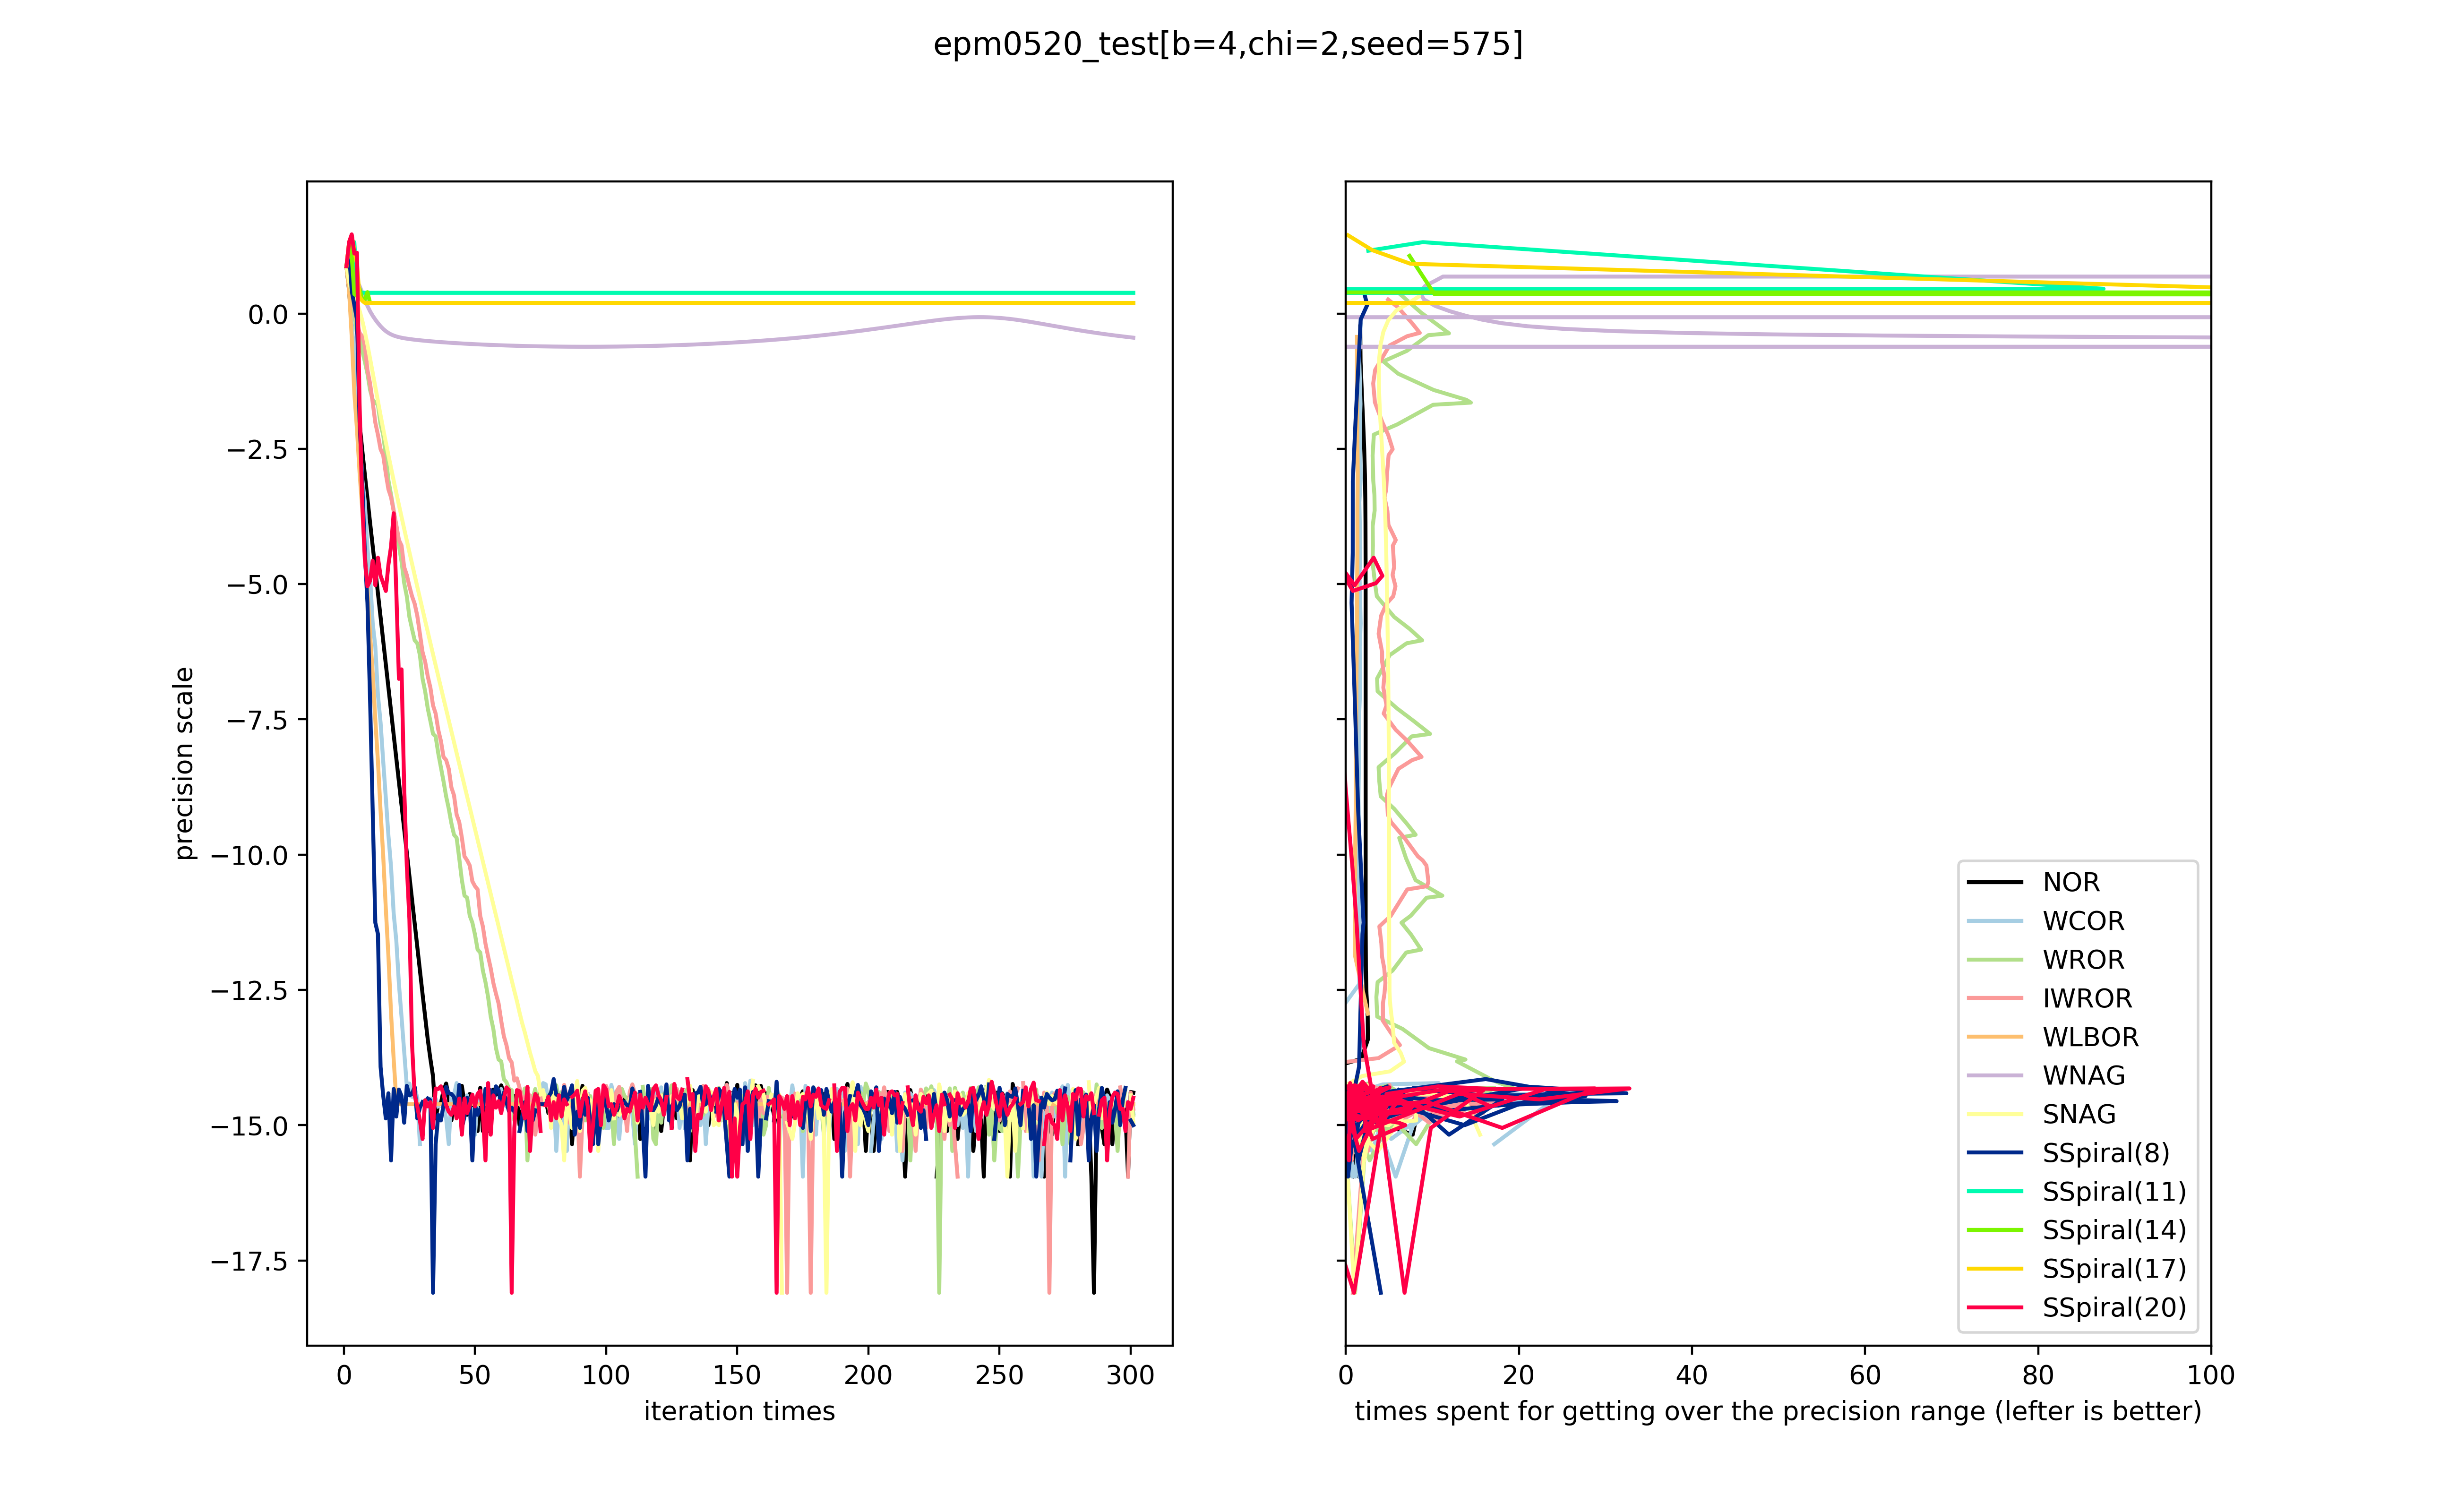 epm0520_test[b=4,chi=2,seed=575]
precision scale
0.0
−2.5
−5.0
−7.5
−10.0
−12.5
−15.0
−17.5
0 50 100 150 200 250 300
iteration times
0 20 40 60 80 100
times spent for getting over the precision range (lefter is better)
NOR
WCOR
WROR
IWROR
WLBOR
WNAG
SNAG
SSpiral(8)
SSpiral(11)
SSpiral(14)
SSpiral(17)
SSpiral(20)